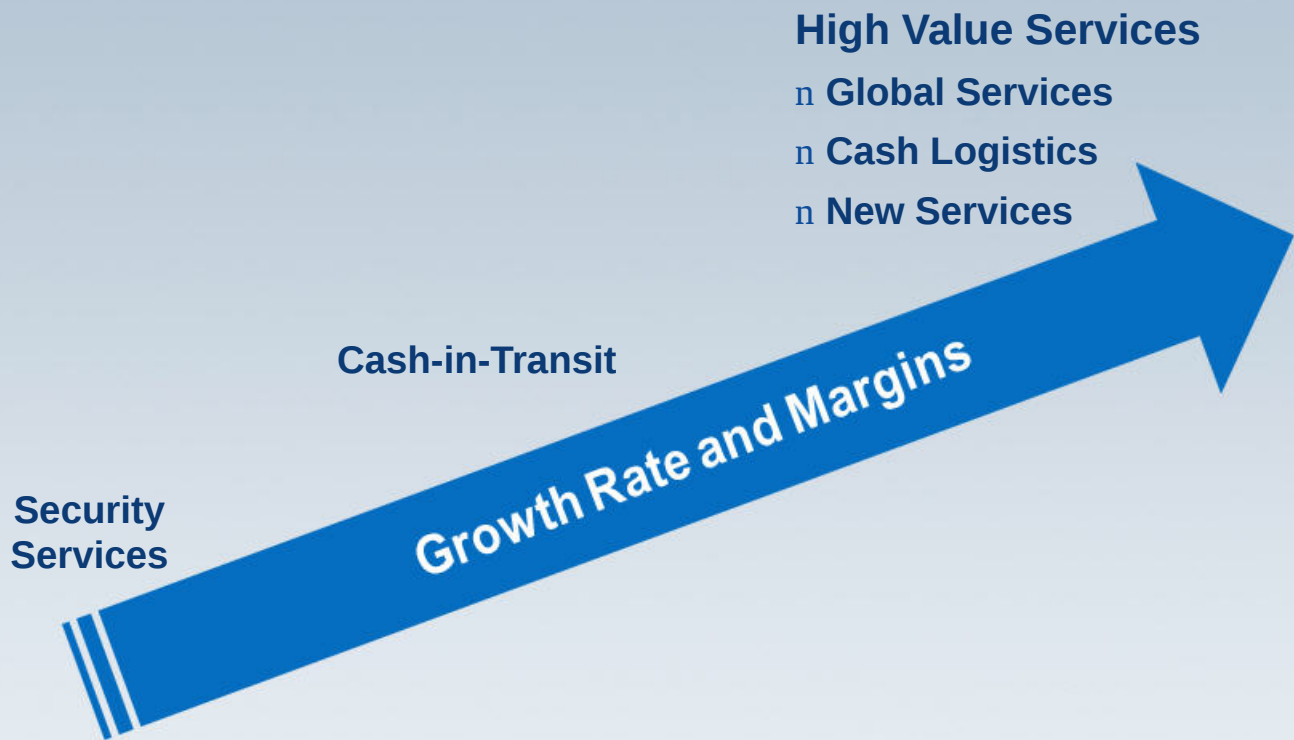 High Value Services
n Global Services
n Cash Logistics
n New Services
Cash-in-Transit
Growth Rate and Margins
Security
Services